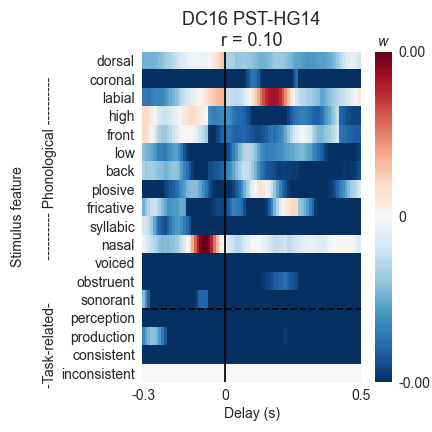 DC16 PST-HG14
r = 0.10
w
dorsal
coronal
labial
high
front
low
back
plosive
fricative
syllabic
nasal
voiced
obstruent
sonorant
perception
production
consistent
inconsistent
Stimulus feature
---------- Phonological ----------
-Task-related-
0.00
0
-0.00
-0.3
0
0.5
Delay (s)